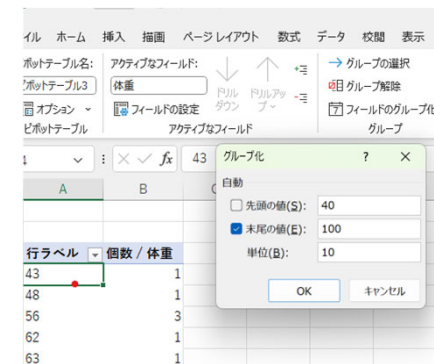 イル ホーム 挿入 描画 ページ レイアウト 数式 データ 校閲 表示
ボットテーブル名: アクティブなフィールド:
ボットテーブル3 体重 ドリルダウン ドリルアップ → グループの選択
オプション フィールドの設定 グループ解除
フィールドのグループ化
ピボットテーブル アクティブなフィールド グループ
fx 43
グループ化 ? ×
自動
先頭の値(S): 40
末尾の値(E): 100
単位(B): 10
OK キャンセル
A B
行ラベル 個数 / 体重
43 1
48 1
56 3
62 1
63 1